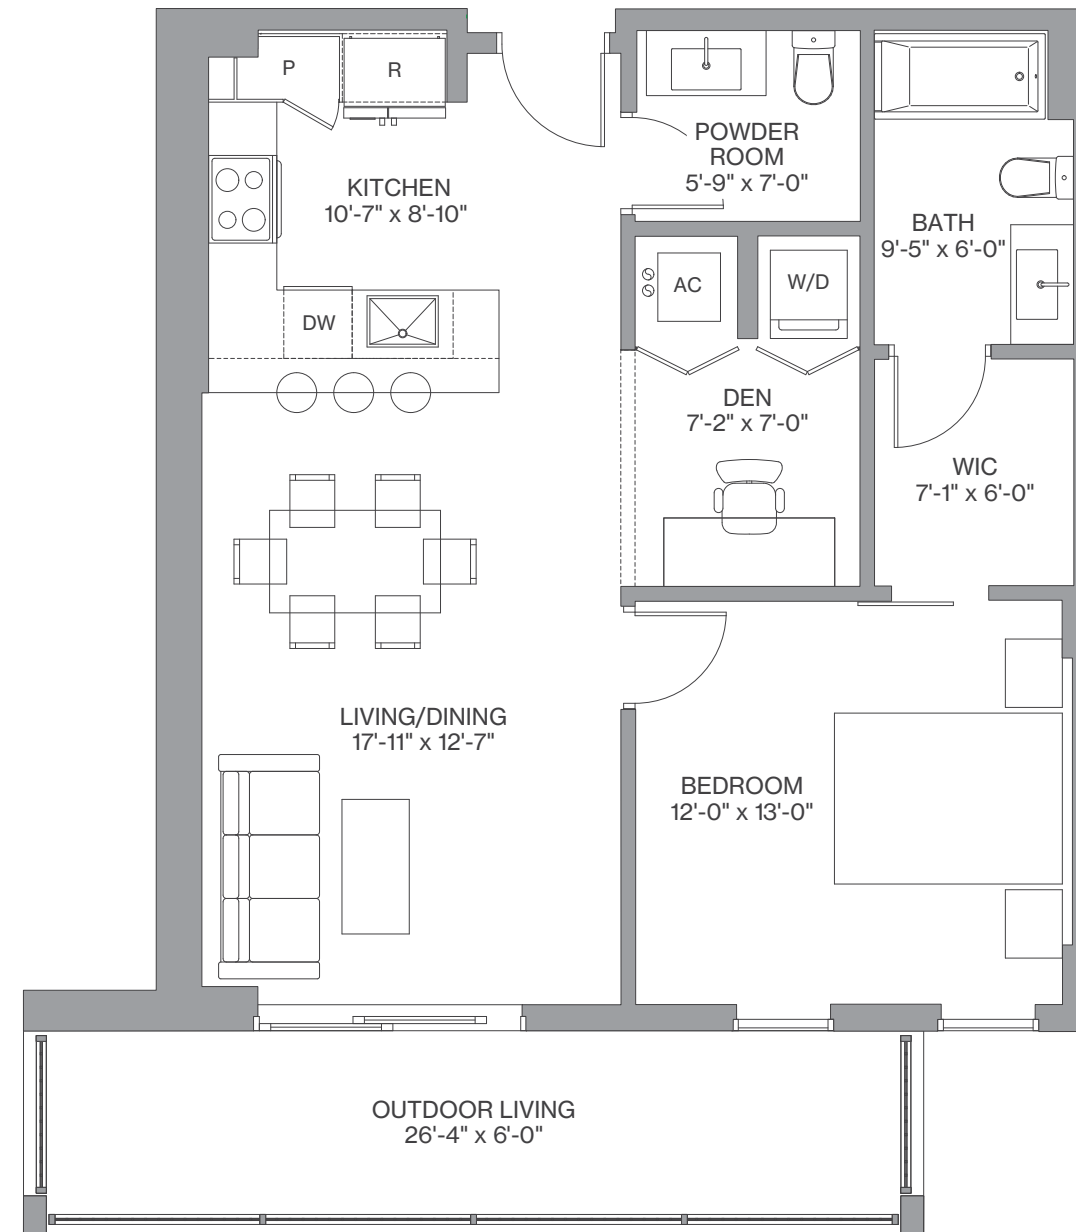 P
R
POWDER
ROOM
5'-9" x 7'-0"
KITCHEN
10'-7" x 8'-10"
BATH
9'-5" x 6'-0"
AC
W/D
DW
DEN
7'-2" x 7'-0"
WIC
7'-1" x 6'-0"
LIVING/DINING
17'-11" x 12'-7"
BEDROOM
12'-0" x 13'-0"
OUTDOOR LIVING
26'-4" x 6'-0"